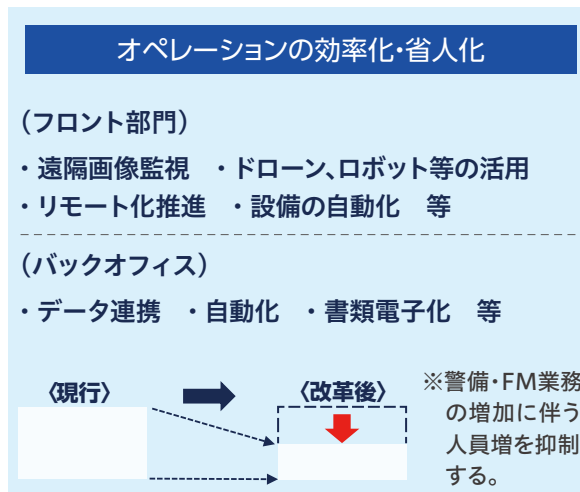 オペレーションの効率化・省人化
（フロント部門）
・遠隔画像監視　・ドローン、ロボット等の活用
・リモート化推進　・設備の自動化　等
（バックオフィス）
・データ連携　・自動化　・書類電子化　等
〈現行〉
〈改革後〉
※警備・FM業務
の増加に伴う
人員増を抑制
する。